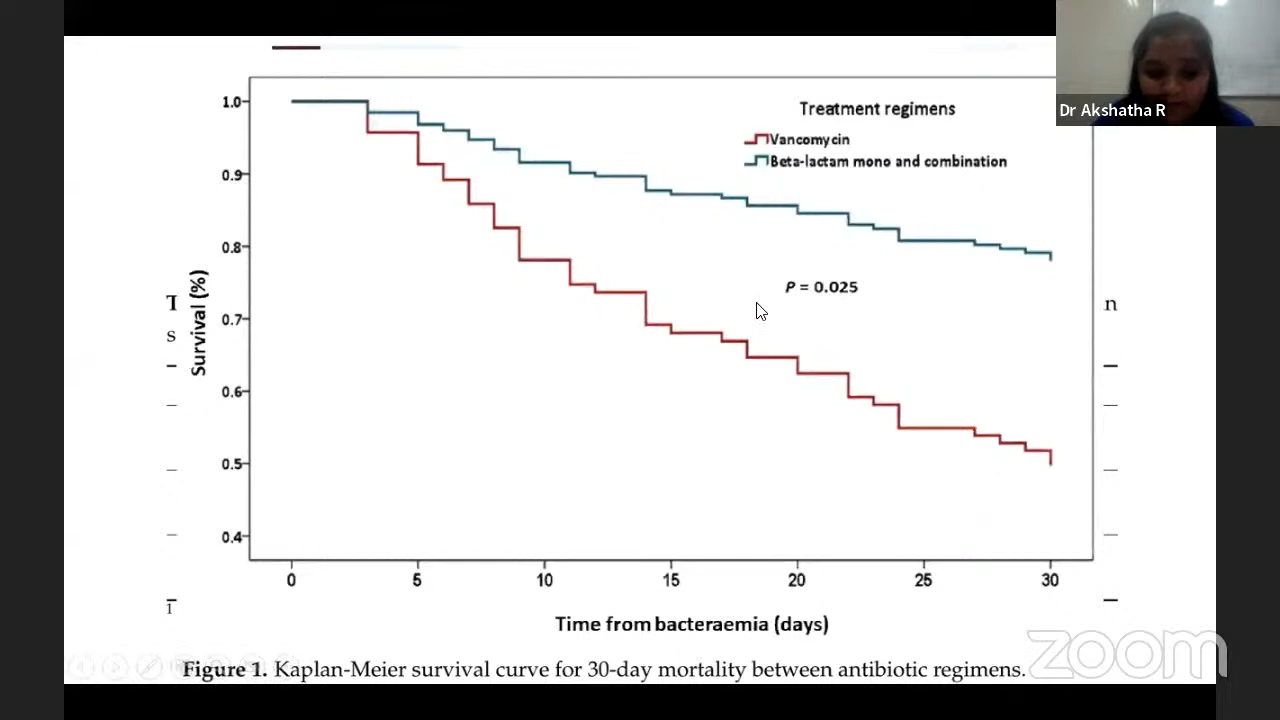 Dr Akshatha R
Treatment regimens
Vancomycin
Beta-lactam mono and combination
1.0
0.9
0.8
0.7
0.6
0.5
0.4
Survival (%)
P = 0.025
n
s
0 5 10 15 20 25 30
Time from bacteraemia (days)
Figure 1. Kaplan-Meier survival curve for 30-day mortality between antibiotic regimens.
zoom